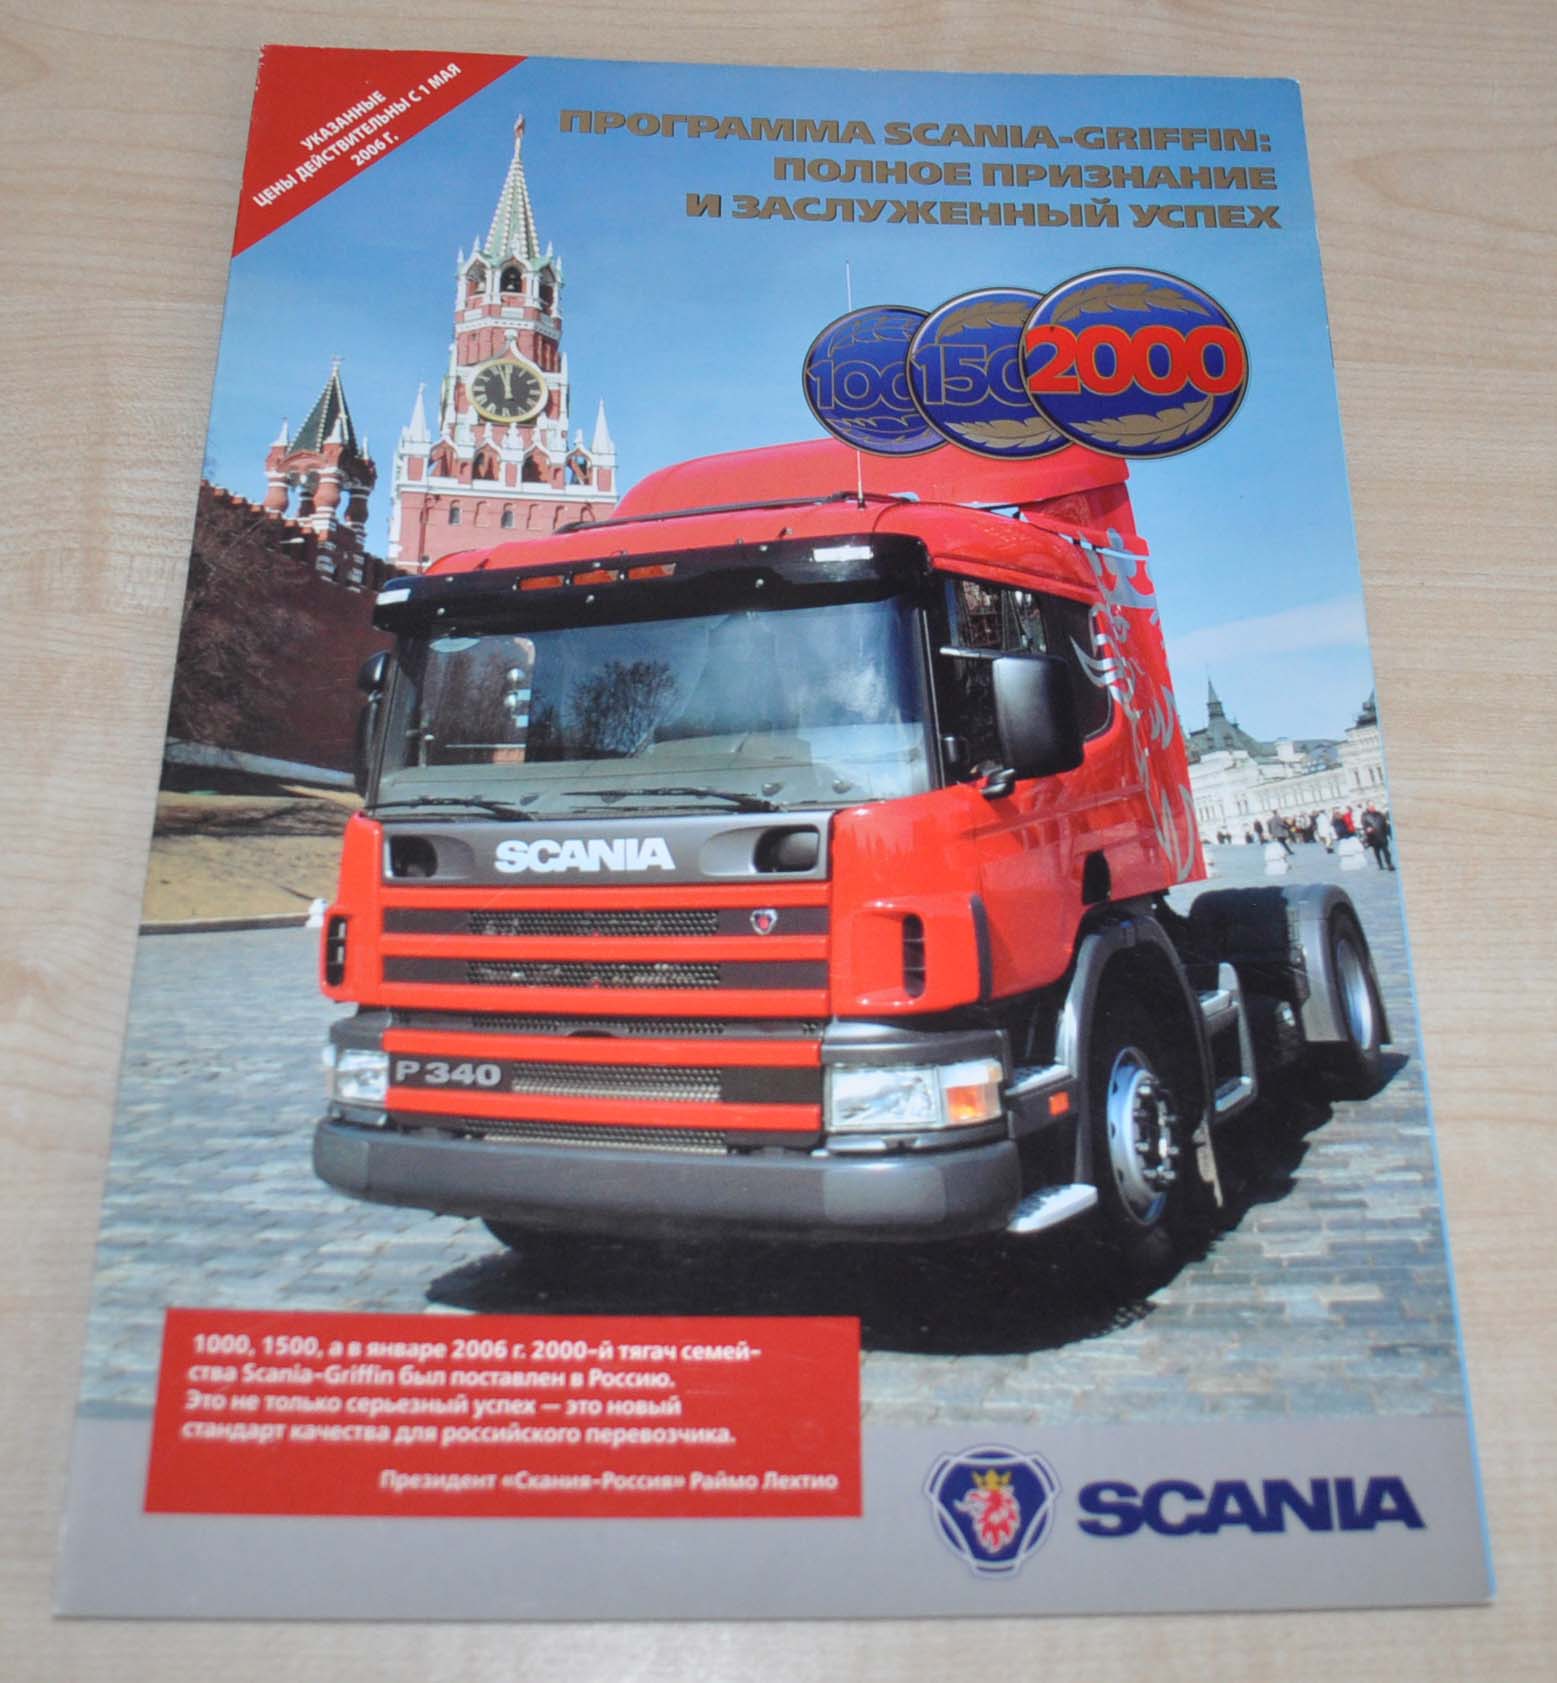 УКАЗАННЫЕ
ЦЕНЫ ДЕЙСТВИТЕЛЬНЫ С 1 МАЯ
2006 Г.
ПРОГРАММА SCANIA-GRIFFIN:
ПОЛНОЕ ПРИЗНАНИЕ
И ЗАСЛУЖЕННЫЙ УСПЕХ
100 150 2000
SCANIA
P 340
1000, 1500, а в январе 2006 г. 2000-й тягач семей-
ства Scania-Griffin был поставлен в Россию.
Это не только серьезный успех — это новый
стандарт качества для российского перевозчика.
Президент «Скания-Россия» Раймо Лехтио
SCANIA